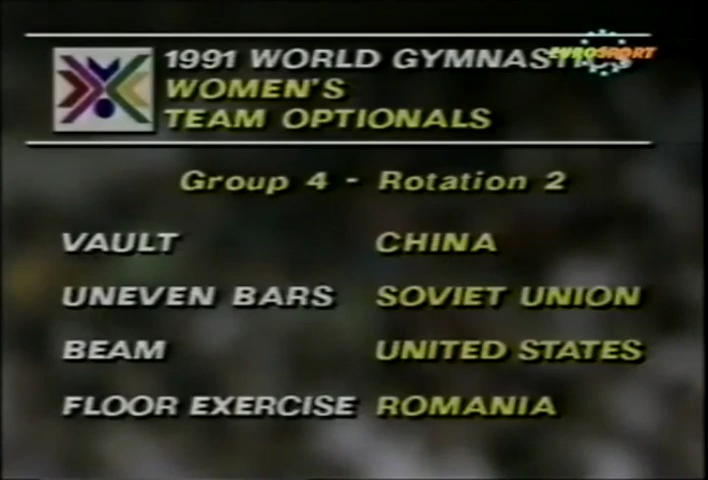 1991 WORLD GYMNASTICS
EUROSPORT
WOMEN'S
TEAM OPTIONALS
Group 4 - Rotation 2
VAULT CHINA
UNEVEN BARS SOVIET UNION
BEAM UNITED STATES
FLOOR EXERCISE ROMANIA